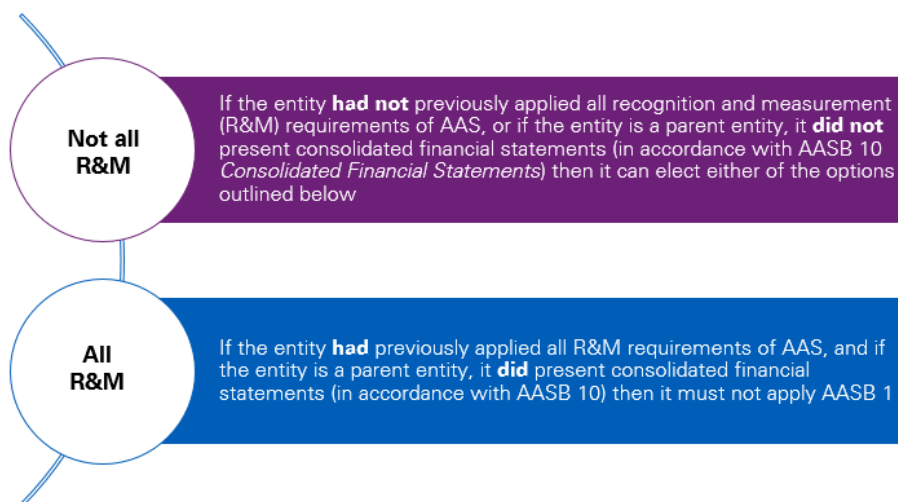 Not all
R&M
If the entity had not previously applied all recognition and measurement
(R&M) requirements of AAS, or if the entity is a parent entity, it did not
present consolidated financial statements (in accordance with AASB 10
Consolidated Financial Statements) then it can elect either of the options
outlined below
All
R&M
If the entity had previously applied all R&M requirements of AAS, and if
the entity is a parent entity, it did present consolidated financial
statements (in accordance with AASB 10) then it must not apply AASB 1